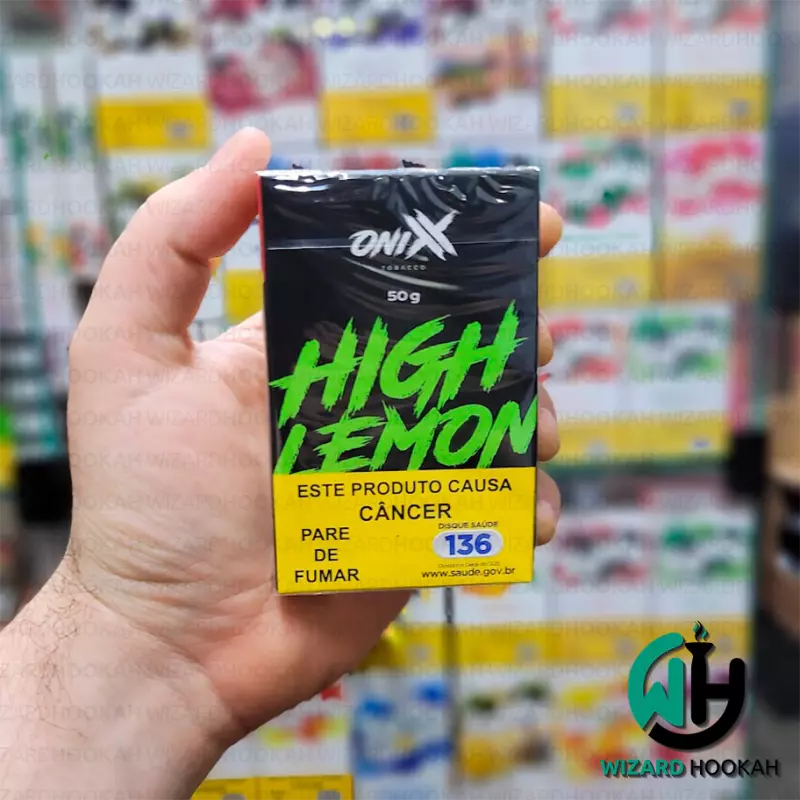 ONIX
TOBACCO
50g
HIGH
LEMON
ESTE PRODUTO CAUSA
CÂNCER
PARE
DE
FUMAR
DISQUE SAÚDE
136
www.saude.gov.br
WH
WIZARD HOOKAH